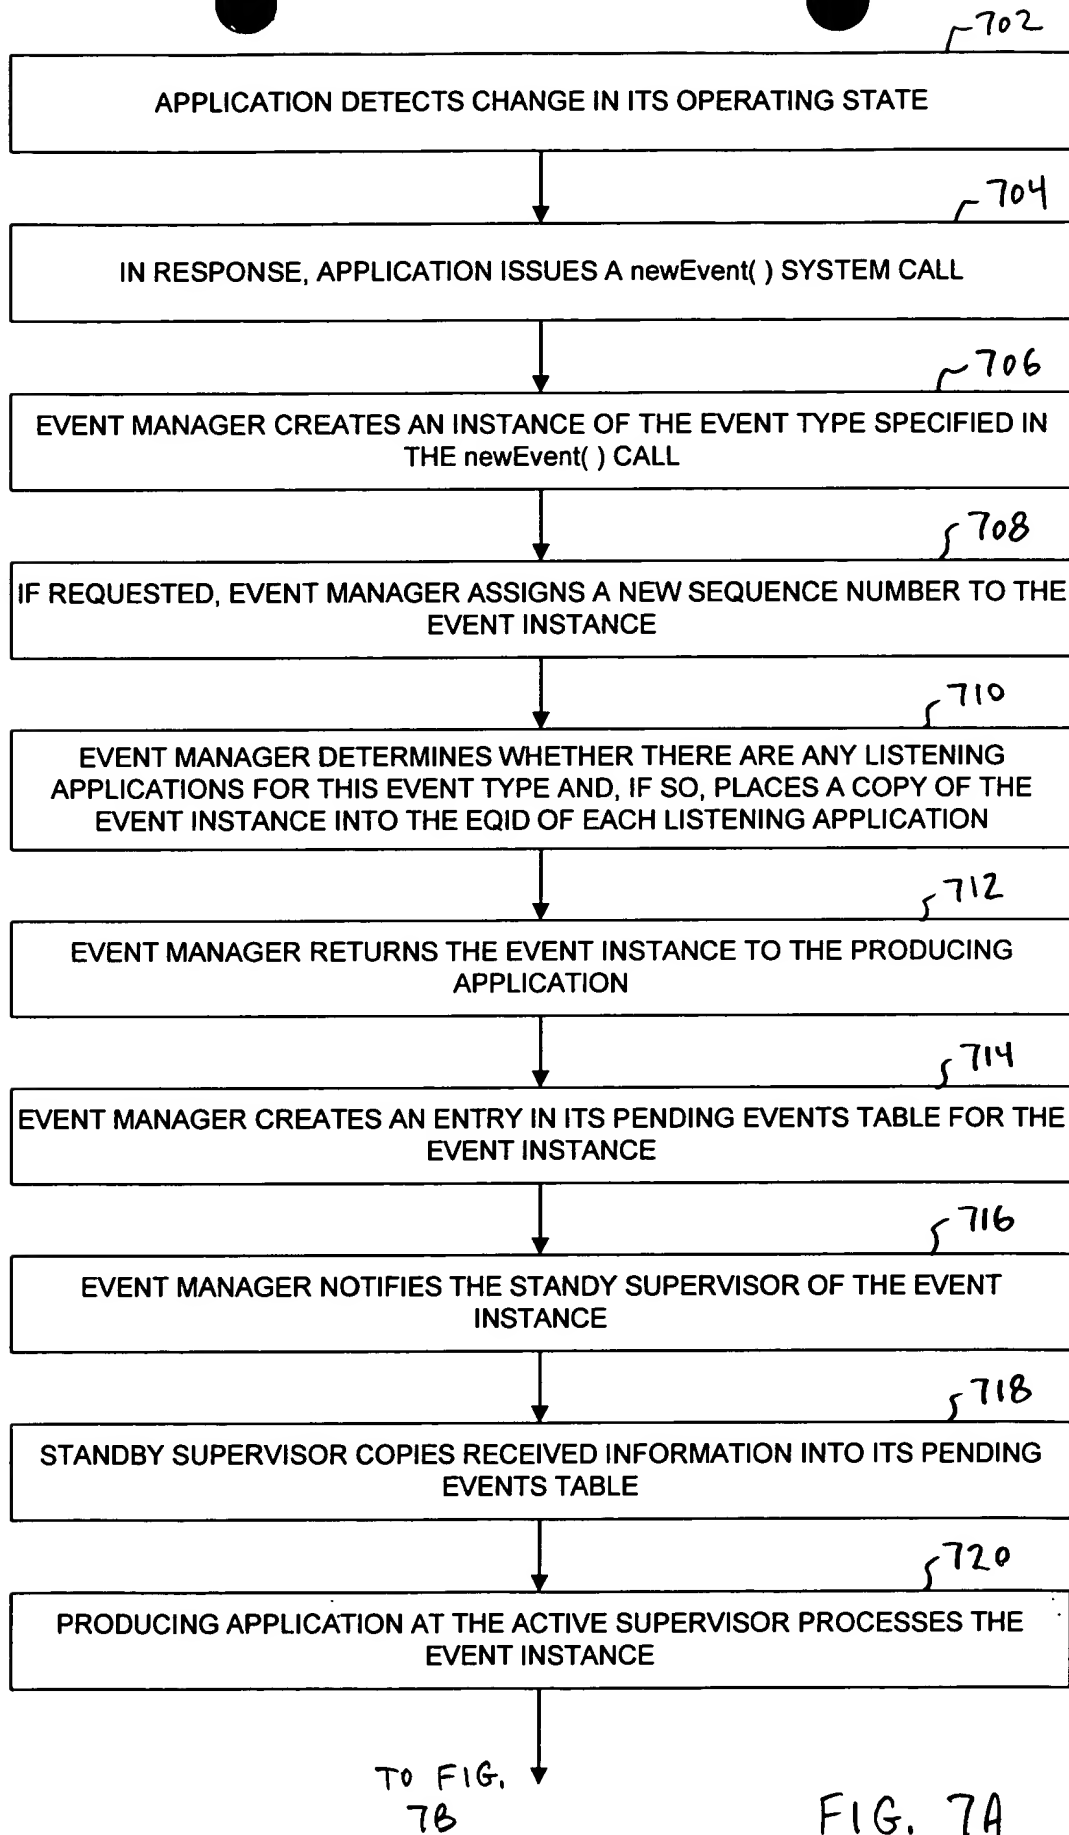 702
APPLICATION DETECTS CHANGE IN ITS OPERATING STATE
704
IN RESPONSE, APPLICATION ISSUES A newEvent( ) SYSTEM CALL
706
EVENT MANAGER CREATES AN INSTANCE OF THE EVENT TYPE SPECIFIED IN
THE newEvent( ) CALL
708
IF REQUESTED, EVENT MANAGER ASSIGNS A NEW SEQUENCE NUMBER TO THE
EVENT INSTANCE
710
EVENT MANAGER DETERMINES WHETHER THERE ARE ANY LISTENING
APPLICATIONS FOR THIS EVENT TYPE AND, IF SO, PLACES A COPY OF THE
EVENT INSTANCE INTO THE EQID OF EACH LISTENING APPLICATION
712
EVENT MANAGER RETURNS THE EVENT INSTANCE TO THE PRODUCING
APPLICATION
714
EVENT MANAGER CREATES AN ENTRY IN ITS PENDING EVENTS TABLE FOR THE
EVENT INSTANCE
716
EVENT MANAGER NOTIFIES THE STANDY SUPERVISOR OF THE EVENT
INSTANCE
718
STANDBY SUPERVISOR COPIES RECEIVED INFORMATION INTO ITS PENDING
EVENTS TABLE
720
PRODUCING APPLICATION AT THE ACTIVE SUPERVISOR PROCESSES THE
EVENT INSTANCE
TO FIG.
7B
FIG. 7A